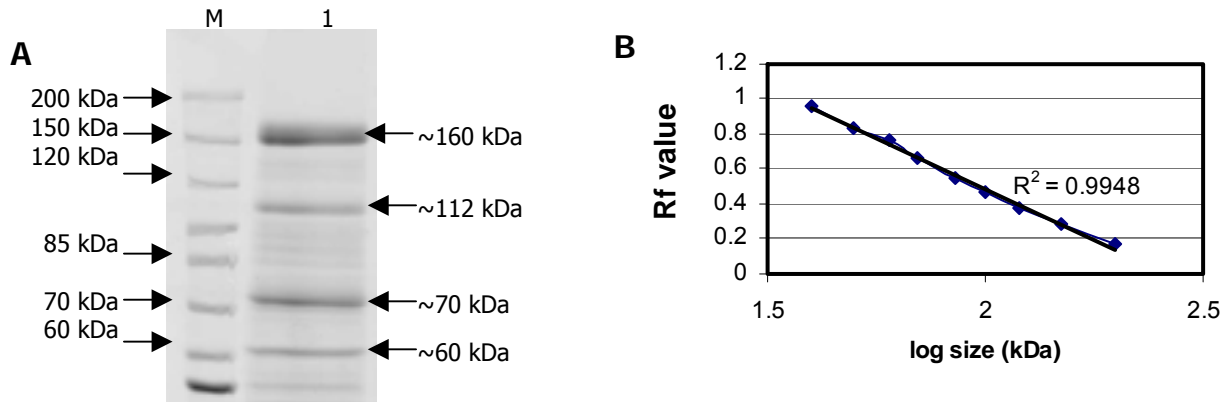 A
M 1
200 kDa
150 kDa
120 kDa
85 kDa
70 kDa
60 kDa
~160 kDa
~112 kDa
~70 kDa
~60 kDa
B
1.2
1
0.8
0.6
0.4
0.2
0
Rf value
R² = 0.9948
1.5 2 2.5
log size (kDa)